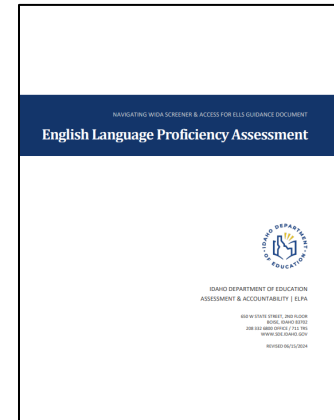 NAVIGATING WIDA SCREENER & ACCESS FOR ELLS GUIDANCE DOCUMENT
English Language Proficiency Assessment
IDAHO DEPARTMENT OF EDUCATION
IDAHO DEPARTMENT OF EDUCATION
ASSESSMENT & ACCOUNTABILITY | ELPA
650 W STATE STREET, 2ND FLOOR
BOISE, IDAHO 83702
208 332 6800 OFFICE / 711 TRS
WWW.SDE.IDAHO.GOV
REVISED 06/15/2024